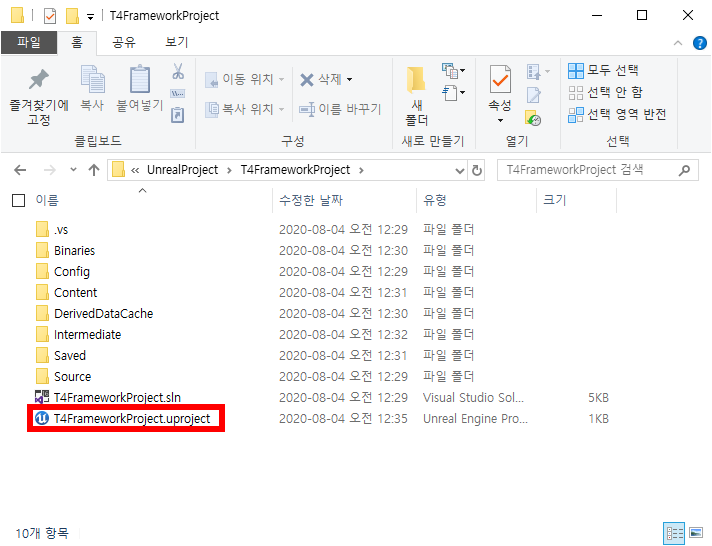 T4FrameworkProject
파일 홈 공유 보기
즐겨찾기에 고정
복사
붙여넣기
클립보드
이동 위치
복사 위치
삭제
이름 바꾸기
구성
새 폴더
새로 만들기
속성
열기
모두 선택
선택 안 함
선택 영역 반전
선택
« UnrealProject › T4FrameworkProject ›
T4FrameworkProject 검색
이름 수정한 날짜 유형 크기
.vs 2020-08-04 오전 12:29 파일 폴더
Binaries 2020-08-04 오전 12:30 파일 폴더
Config 2020-08-04 오전 12:29 파일 폴더
Content 2020-08-04 오전 12:31 파일 폴더
DerivedDataCache 2020-08-04 오전 12:30 파일 폴더
Intermediate 2020-08-04 오전 12:32 파일 폴더
Saved 2020-08-04 오전 12:31 파일 폴더
Source 2020-08-04 오전 12:29 파일 폴더
T4FrameworkProject.sln 2020-08-04 오전 12:29 Visual Studio Sol... 5KB
T4FrameworkProject.uproject 2020-08-04 오전 12:35 Unreal Engine Pro... 1KB
10개 항목